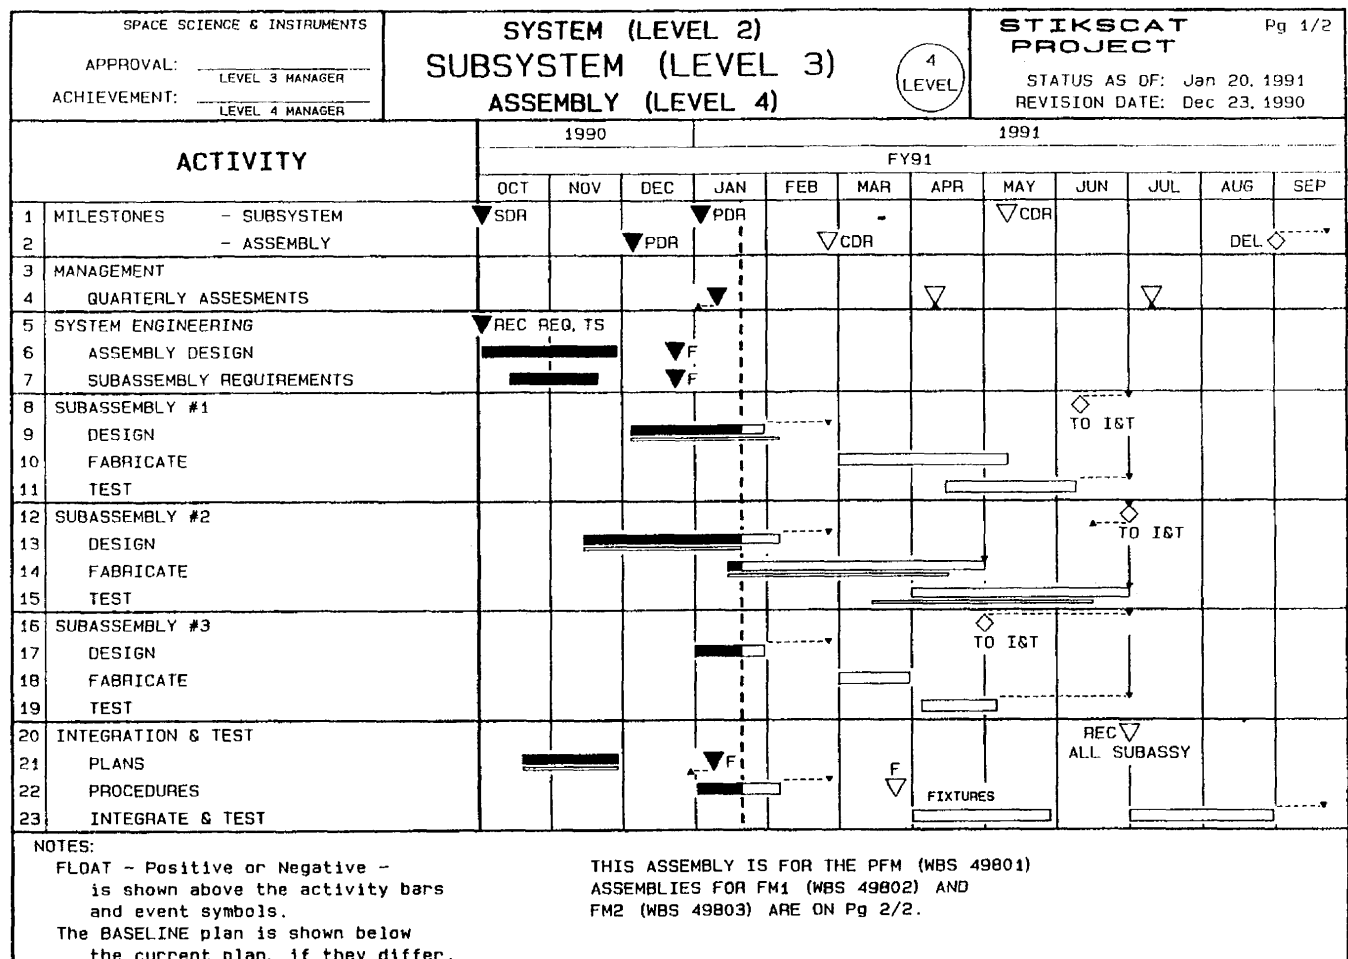 SPACE SCIENCE & INSTRUMENTS
APPROVAL:
LEVEL 3 MANAGER
ACHIEVEMENT:
LEVEL 4 MANAGER
SYSTEM (LEVEL 2)
SUBSYSTEM (LEVEL 3)
ASSEMBLY (LEVEL 4)
4
LEVEL
STIKSCAT Pg 1/2
PROJECT
STATUS AS OF: Jan 20, 1991
REVISION DATE: Dec 23, 1990
ACTIVITY
1990 1991
FY91
OCT NOV DEC JAN FEB MAR APR MAY JUN JUL AUG SEP
1 MILESTONES - SUBSYSTEM SDR PDR CDR
2 - ASSEMBLY PDR CDR DEL
3 MANAGEMENT
4 QUARTERLY ASSESMENTS
5 SYSTEM ENGINEERING REC REQ, TS
6 ASSEMBLY DESIGN F
7 SUBASSEMBLY REQUIREMENTS F
8 SUBASSEMBLY #1
TO I&T
9 DESIGN
10 FABRICATE
11 TEST
12 SUBASSEMBLY #2
TO I&T
13 DESIGN
14 FABRICATE
15 TEST
16 SUBASSEMBLY #3
TO I&T
17 DESIGN
18 FABRICATE
19 TEST
20 INTEGRATION & TEST REC
ALL SUBASSY
21 PLANS F F
22 PROCEDURES FIXTURES
23 INTEGRATE & TEST
NOTES:
FLOAT - Positive or Negative -
is shown above the activity bars
and event symbols.
The BASELINE plan is shown below
the current plan, if they differ.
THIS ASSEMBLY IS FOR THE PFM (WBS 49801)
ASSEMBLIES FOR FM1 (WBS 49802) AND
FM2 (WBS 49803) ARE ON Pg 2/2.